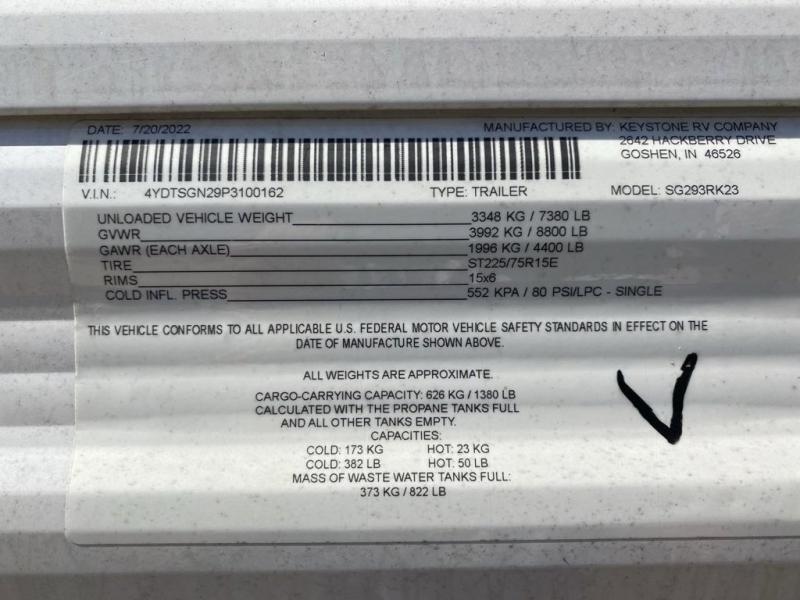 DATE: 7/20/2022 MANUFACTURED BY: KEYSTONE RV COMPANY
2642 HACKBERRY DRIVE
GOSHEN, IN 46526
V.I.N.: 4YDTSGN29P3100162 TYPE: TRAILER MODEL: SG293RK23
UNLOADED VEHICLE WEIGHT 3348 KG / 7380 LB
GVWR 3992 KG / 8800 LB
GAWR (EACH AXLE) 1996 KG / 4400 LB
TIRE ST225/75R15E
RIMS 15x6
COLD INFL. PRESS 552 KPA / 80 PSI/LPC - SINGLE
THIS VEHICLE CONFORMS TO ALL APPLICABLE U.S. FEDERAL MOTOR VEHICLE SAFETY STANDARDS IN EFFECT ON THE
DATE OF MANUFACTURE SHOWN ABOVE.
ALL WEIGHTS ARE APPROXIMATE.
CARGO-CARRYING CAPACITY: 626 KG / 1380 LB
CALCULATED WITH THE PROPANE TANKS FULL
AND ALL OTHER TANKS EMPTY.
CAPACITIES:
COLD: 173 KG HOT: 23 KG
COLD: 382 LB HOT: 50 LB
MASS OF WASTE WATER TANKS FULL:
373 KG / 822 LB
V